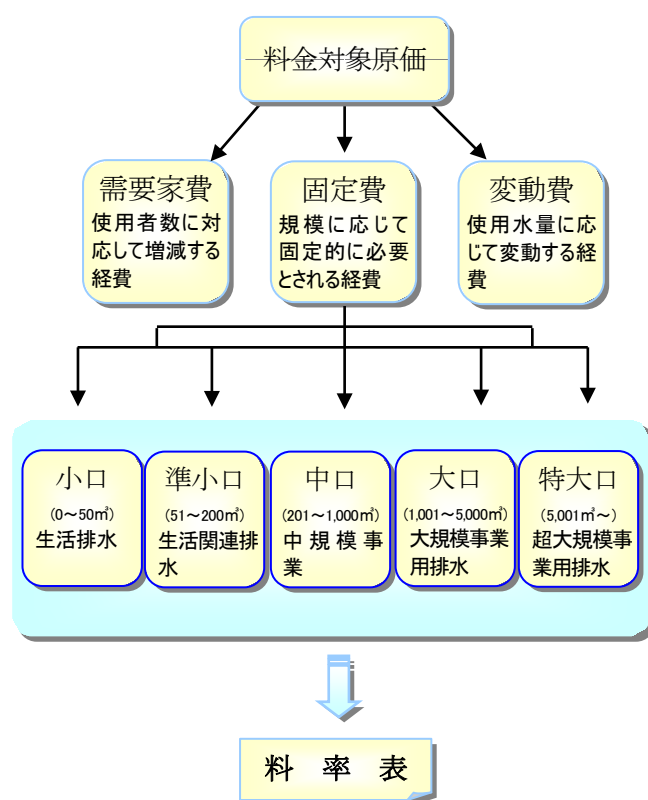 料金対象原価
需要家費
使用者数に対
応して増減する
経費
固定費
規模に応じて
固定的に必要
とされる経費
変動費
使用水量に応
じて変動する経
費
小口
(0～50㎥)
生活排水
準小口
(51～200㎥)
生活関連排
水
中口
(201～1,000㎥)
中規模事
業
大口
(1,001～5,000㎥)
大規模事業
用排水
特大口
(5,001㎥～)
超大規模事
業用排水
料 率 表